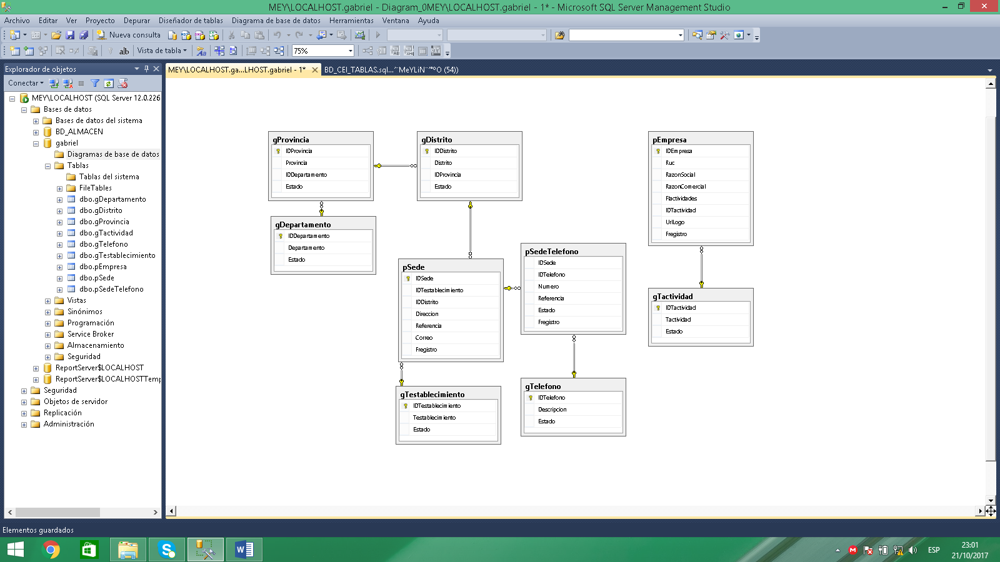 MEY\LOCALHOST.gabriel - Diagram_0MEY\LOCALHOST.gabriel - 1* - Microsoft SQL Server Management Studio
Archivo Editar Ver Proyecto Depurar Diseñador de tablas Diagrama de base de datos Herramientas Ventana Ayuda
Nueva consulta
Vista de tabla 75%
Explorador de objetos
Conectar
MEY\LOCALHOST (SQL Server 12.0.226
Bases de datos
Bases de datos del sistema
BD_ALMACEN
gabriel
Diagramas de base de datos
Tablas
Tablas del sistema
FileTables
dbo.gDepartamento
dbo.gDistrito
dbo.gProvincia
dbo.gTactividad
dbo.gTelefono
dbo.gTestablecimiento
dbo.pEmpresa
dbo.pSede
dbo.pSedeTelefono
Vistas
Sinónimos
Programación
Service Broker
Almacenamiento
Seguridad
ReportServer$LOCALHOST
ReportServer$LOCALHOSTTemp
Seguridad
Objetos de servidor
Replicación
Administración
MEY\LOCALHOST.ga...LHOST.gabriel - 1*
BD_CEI_TABLAS.sql...´¨MeYLiN¨´°ºO (54))
gProvincia
IDProvincia
Provincia
IDDepartamento
Estado
gDistrito
IDDistrito
Distrito
IDProvincia
Estado
pEmpresa
IDEmpresa
Ruc
RazonSocial
RazonComercial
Flactividades
IDTactividad
UrlLogo
Fregistro
gDepartamento
IDDepartamento
Departamento
Estado
pSede
IDSede
IDTestablecimiento
IDDistrito
Direccion
Referencia
Correo
Fregistro
pSedeTelefono
IDSede
IDTelefono
Numero
Referencia
Estado
Fregistro
gTactividad
IDTactividad
Tactividad
Estado
gTestablecimiento
IDTestablecimiento
Testablecimiento
Estado
gTelefono
IDTelefono
Descripcion
Estado
Elementos guardados
ESP
23:01
21/10/2017